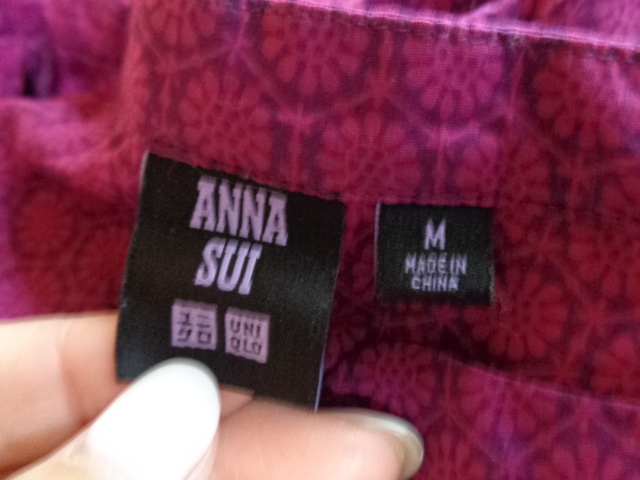 ANNA
SUI
ユニ
クロ
UNI
QLO
M
MADE IN
CHINA